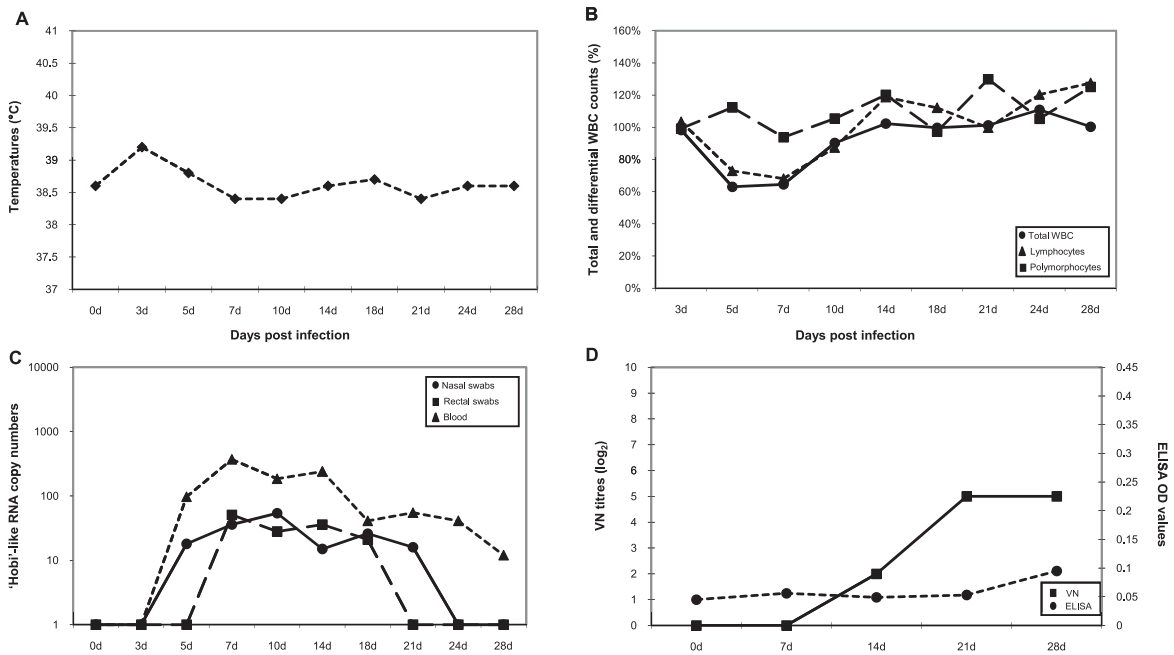 A
41
40.5
40
39.5
39
38.5
38
37.5
37
Temperatures (°C)
0d 3d 5d 7d 10d 14d 18d 21d 24d 28d
Days post infection
B
160%
140%
120%
100%
80%
60%
40%
20%
0%
Total and differential WBC counts (%)
Total WBC
Lymphocytes
Polymorphocytes
3d 5d 7d 10d 14d 18d 21d 24d 28d
Days post infection
C
10000
1000
100
10
1
'Hobi'-like RNA copy numbers
Nasal swabs
Rectal swabs
Blood
0d 3d 5d 7d 10d 14d 18d 21d 24d 28d
D
10
9
8
7
6
5
4
3
2
1
0
VN titres (log2)
0.45
0.4
0.35
0.3
0.25
0.2
0.15
0.1
0.05
0
ELISA OD
values
VN
ELISA
0d 7d 14d 21d 28d